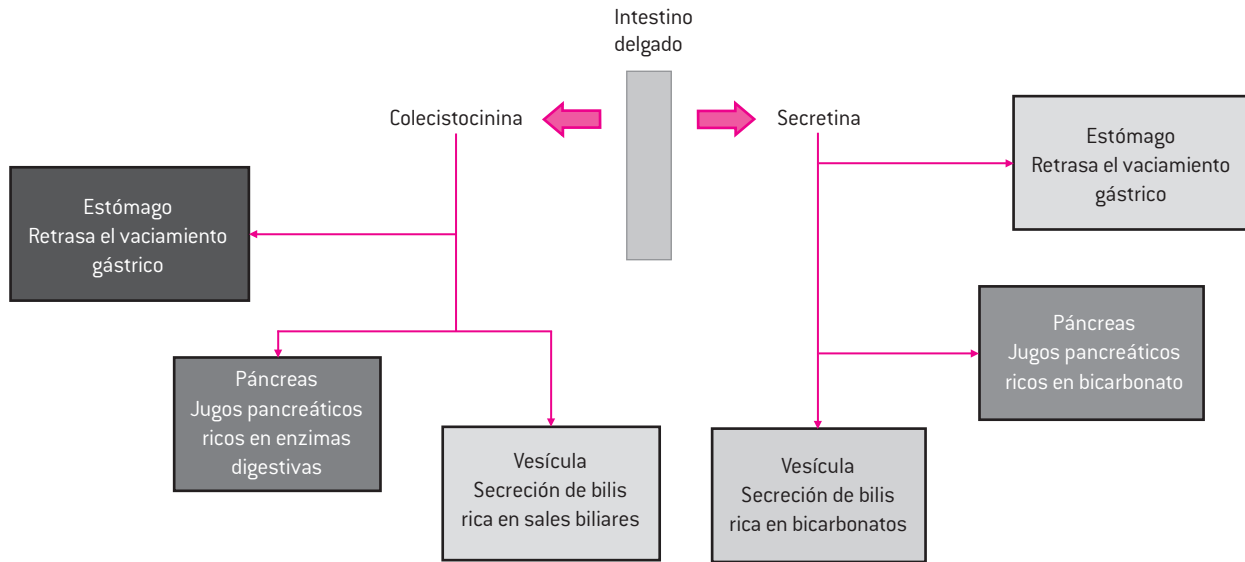 Intestino
delgado
Colecistocinina
Secretina
Estómago
Retrasa el vaciamiento
gástrico
Estómago
Retrasa el vaciamiento
gástrico
Páncreas
Jugos pancreáticos
ricos en bicarbonato
Páncreas
Jugos pancreáticos
ricos en enzimas
digestivas
Vesícula
Secreción de bilis
rica en sales biliares
Vesícula
Secreción de bilis
rica en bicarbonatos